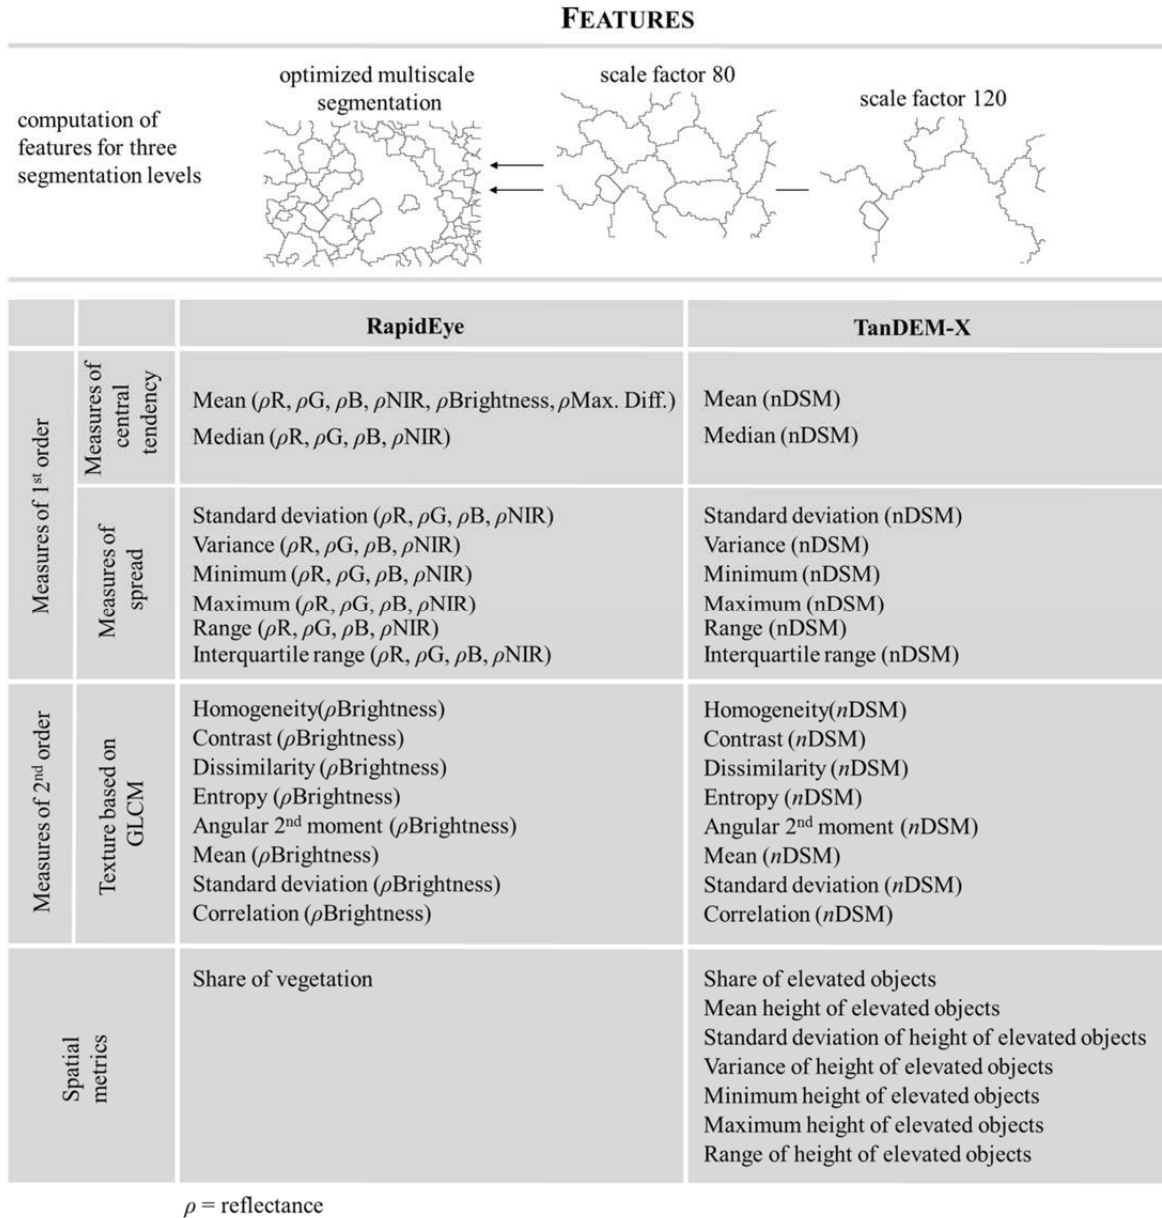 FEATURES
computation of
features for three
segmentation levels
optimized multiscale
segmentation
scale factor 80
scale factor 120
RapidEye
TanDEM-X
Measures of 1st order
Measures of
central
tendency
Mean (ρR, ρG, ρB, ρNIR, ρBrightness, ρMax. Diff.)
Median (ρR, ρG, ρB, ρNIR)
Mean (nDSM)
Median (nDSM)
Measures of
spread
Standard deviation (ρR, ρG, ρB, ρNIR)
Variance (ρR, ρG, ρB, ρNIR)
Minimum (ρR, ρG, ρB, ρNIR)
Maximum (ρR, ρG, ρB, ρNIR)
Range (ρR, ρG, ρB, ρNIR)
Interquartile range (ρR, ρG, ρB, ρNIR)
Standard deviation (nDSM)
Variance (nDSM)
Minimum (nDSM)
Maximum (nDSM)
Range (nDSM)
Interquartile range (nDSM)
Measures of 2nd order
Texture based on
GLCM
Homogeneity(ρBrightness)
Contrast (ρBrightness)
Dissimilarity (ρBrightness)
Entropy (ρBrightness)
Angular 2nd moment (ρBrightness)
Mean (ρBrightness)
Standard deviation (ρBrightness)
Correlation (ρBrightness)
Homogeneity(nDSM)
Contrast (nDSM)
Dissimilarity (nDSM)
Entropy (nDSM)
Angular 2nd moment (nDSM)
Mean (nDSM)
Standard deviation (nDSM)
Correlation (nDSM)
Spatial
metrics
Share of vegetation
Share of elevated objects
Mean height of elevated objects
Standard deviation of height of elevated objects
Variance of height of elevated objects
Minimum height of elevated objects
Maximum height of elevated objects
Range of height of elevated objects
ρ = reflectance